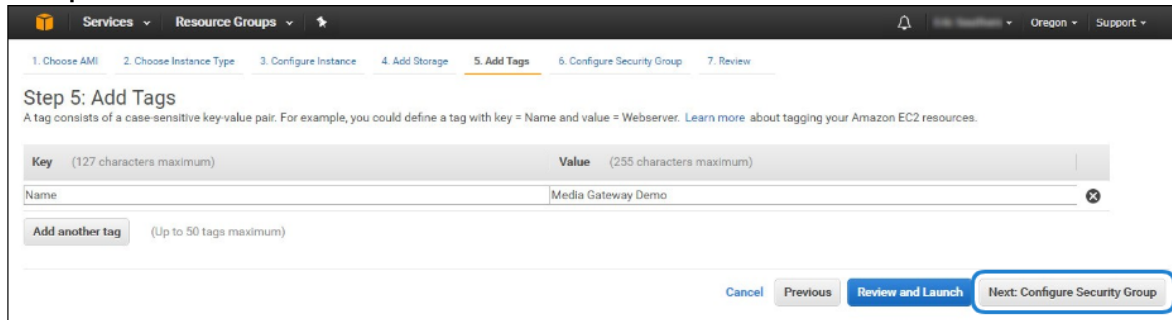 Services Resource Groups Oregon Support
1. Choose AMI 2. Choose Instance Type 3. Configure Instance 4. Add Storage 5. Add Tags 6. Configure Security Group 7. Review
Step 5: Add Tags
A tag consists of a case-sensitive key-value pair. For example, you could define a tag with key = Name and value = Webserver. Learn more about tagging your Amazon EC2 resources.
Key (127 characters maximum) Value (255 characters maximum)
Name Media Gateway Demo
Add another tag (Up to 50 tags maximum)
Cancel Previous Review and Launch Next: Configure Security Group